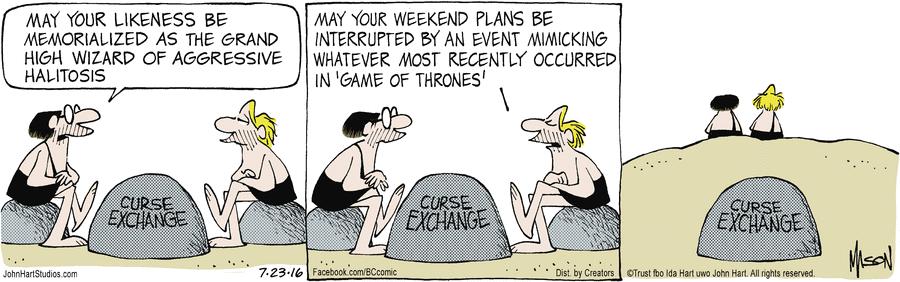 MAY YOUR LIKENESS BE
MEMORIALIZED AS THE GRAND
HIGH WIZARD OF AGGRESSIVE
HALITOSIS
CURSE
EXCHANGE
JohnHartStudios.com
7-23-16
MAY YOUR WEEKEND PLANS BE
INTERRUPTED BY AN EVENT MIMICKING
WHATEVER MOST RECENTLY OCCURRED
IN 'GAME OF THRONES'
CURSE
EXCHANGE
Facebook.com/BCcomic
Dist. by Creators
CURSE
EXCHANGE
©Trust fbo Ida Hart uwo John Hart. All rights reserved.
MASON